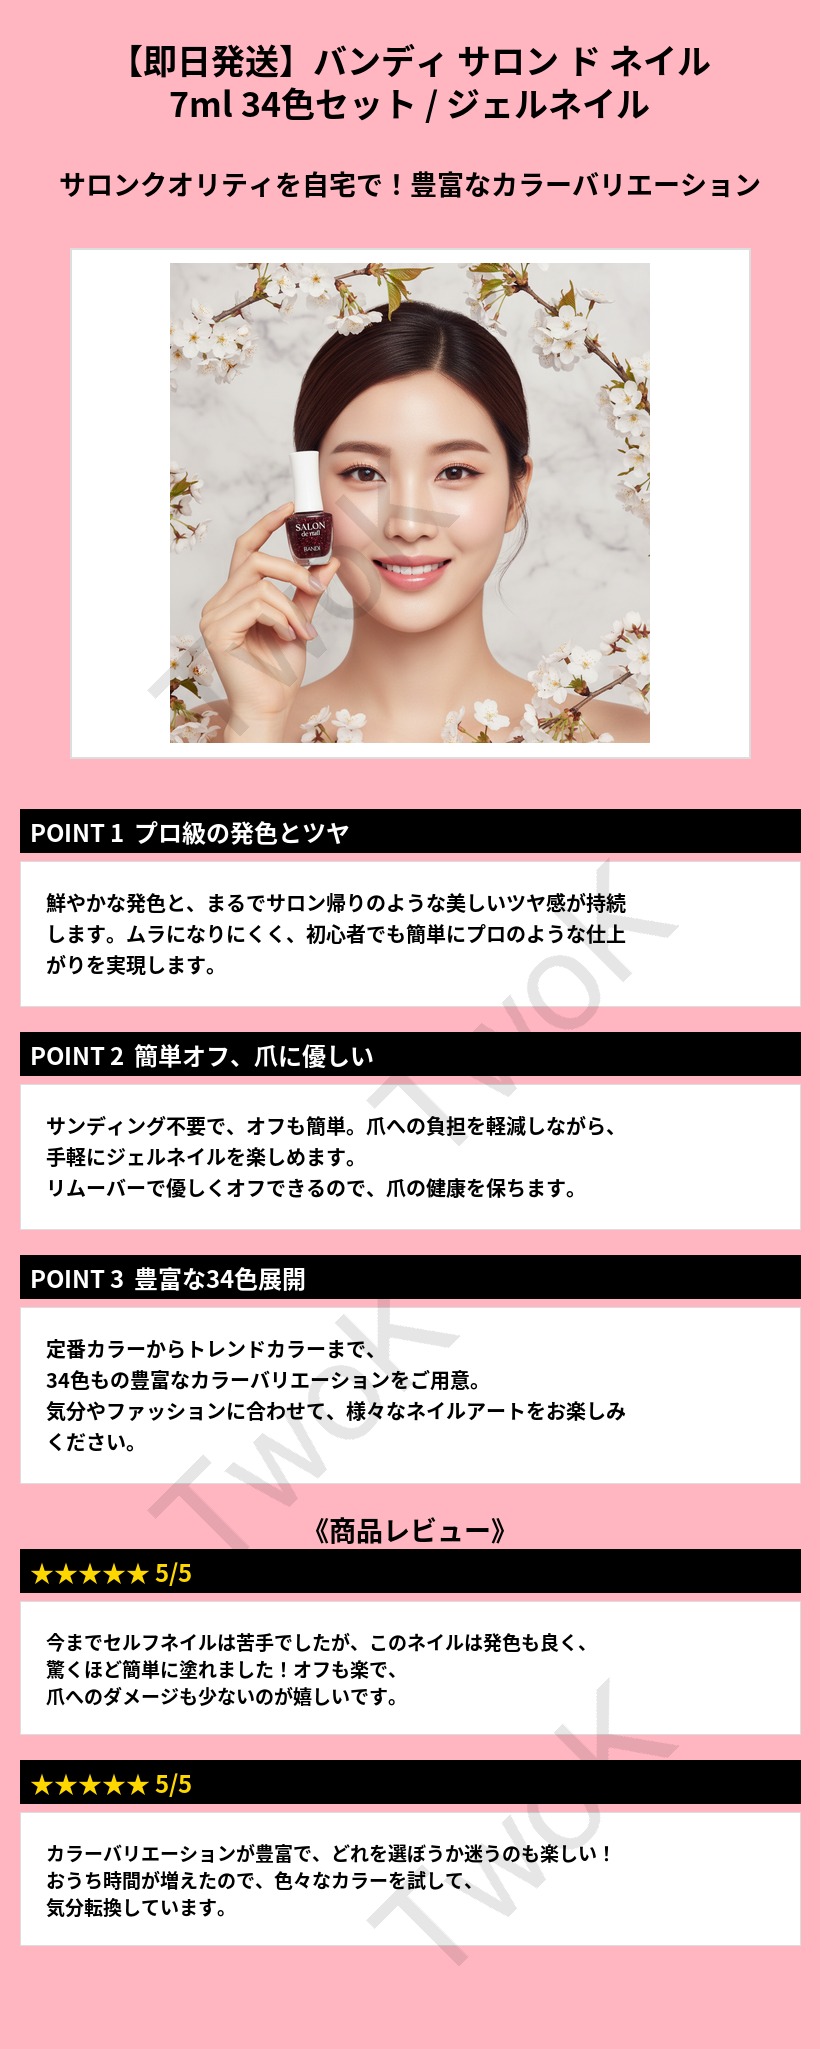 【即日発送】バンディ サロン ド ネイル
7ml 34色セット / ジェルネイル
サロンクオリティを自宅で！豊富なカラーバリエーション
SALON
de nail
BANDI
TwoK
POINT 1 プロ級の発色とツヤ
鮮やかな発色と、まるでサロン帰りのような美しいツヤ感が持続
します。ムラになりにくく、初心者でも簡単にプロのような仕上
がりを実現します。
TwoK
POINT 2 簡単オフ、爪に優しい
サンディング不要で、オフも簡単。爪への負担を軽減しながら、
手軽にジェルネイルを楽しめます。
リムーバーで優しくオフできるので、爪の健康を保ちます。
POINT 3 豊富な34色展開
定番カラーからトレンドカラーまで、
34色もの豊富なカラーバリエーションをご用意。
気分やファッションに合わせて、様々なネイルアートをお楽しみ
ください。
TwoK
《商品レビュー》
★★★★★ 5/5
今までセルフネイルは苦手でしたが、このネイルは発色も良く、
驚くほど簡単に塗れました！オフも楽で、
爪へのダメージも少ないのが嬉しいです。
★★★★★ 5/5
カラーバリエーションが豊富で、どれを選ぼうか迷うのも楽しい！
おうち時間が増えたので、色々なカラーを試して、
気分転換しています。
TwoK